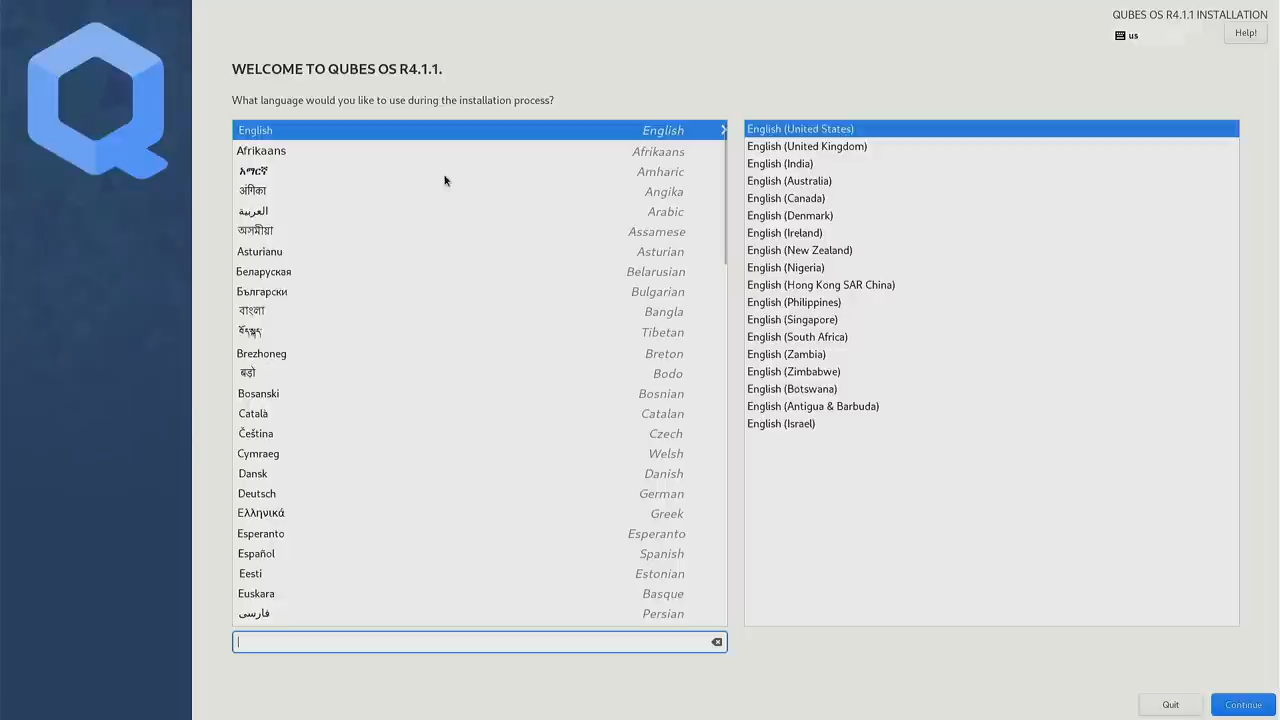 QUBES OS R4.1.1 INSTALLATION
us
Help!
WELCOME TO QUBES OS R4.1.1.
What language would you like to use during the installation process?
English English
Afrikaans Afrikaans
አማርኛ Amharic
अंगिका Angika
العربية Arabic
অসমীয়া Assamese
Asturianu Asturian
Беларуская Belarusian
Български Bulgarian
বাংলা Bangla
Tibetan
Brezhoneg Breton
बड़ो Bodo
Bosanski Bosnian
Català Catalan
Čeština Czech
Cymraeg Welsh
Dansk Danish
Deutsch German
Ελληνικά Greek
Esperanto Esperanto
Español Spanish
Eesti Estonian
Euskara Basque
فارسی Persian
English (United States)
English (United Kingdom)
English (India)
English (Australia)
English (Canada)
English (Denmark)
English (Ireland)
English (New Zealand)
English (Nigeria)
English (Hong Kong SAR China)
English (Philippines)
English (Singapore)
English (South Africa)
English (Zambia)
English (Zimbabwe)
English (Botswana)
English (Antigua & Barbuda)
English (Israel)
Quit
Continue